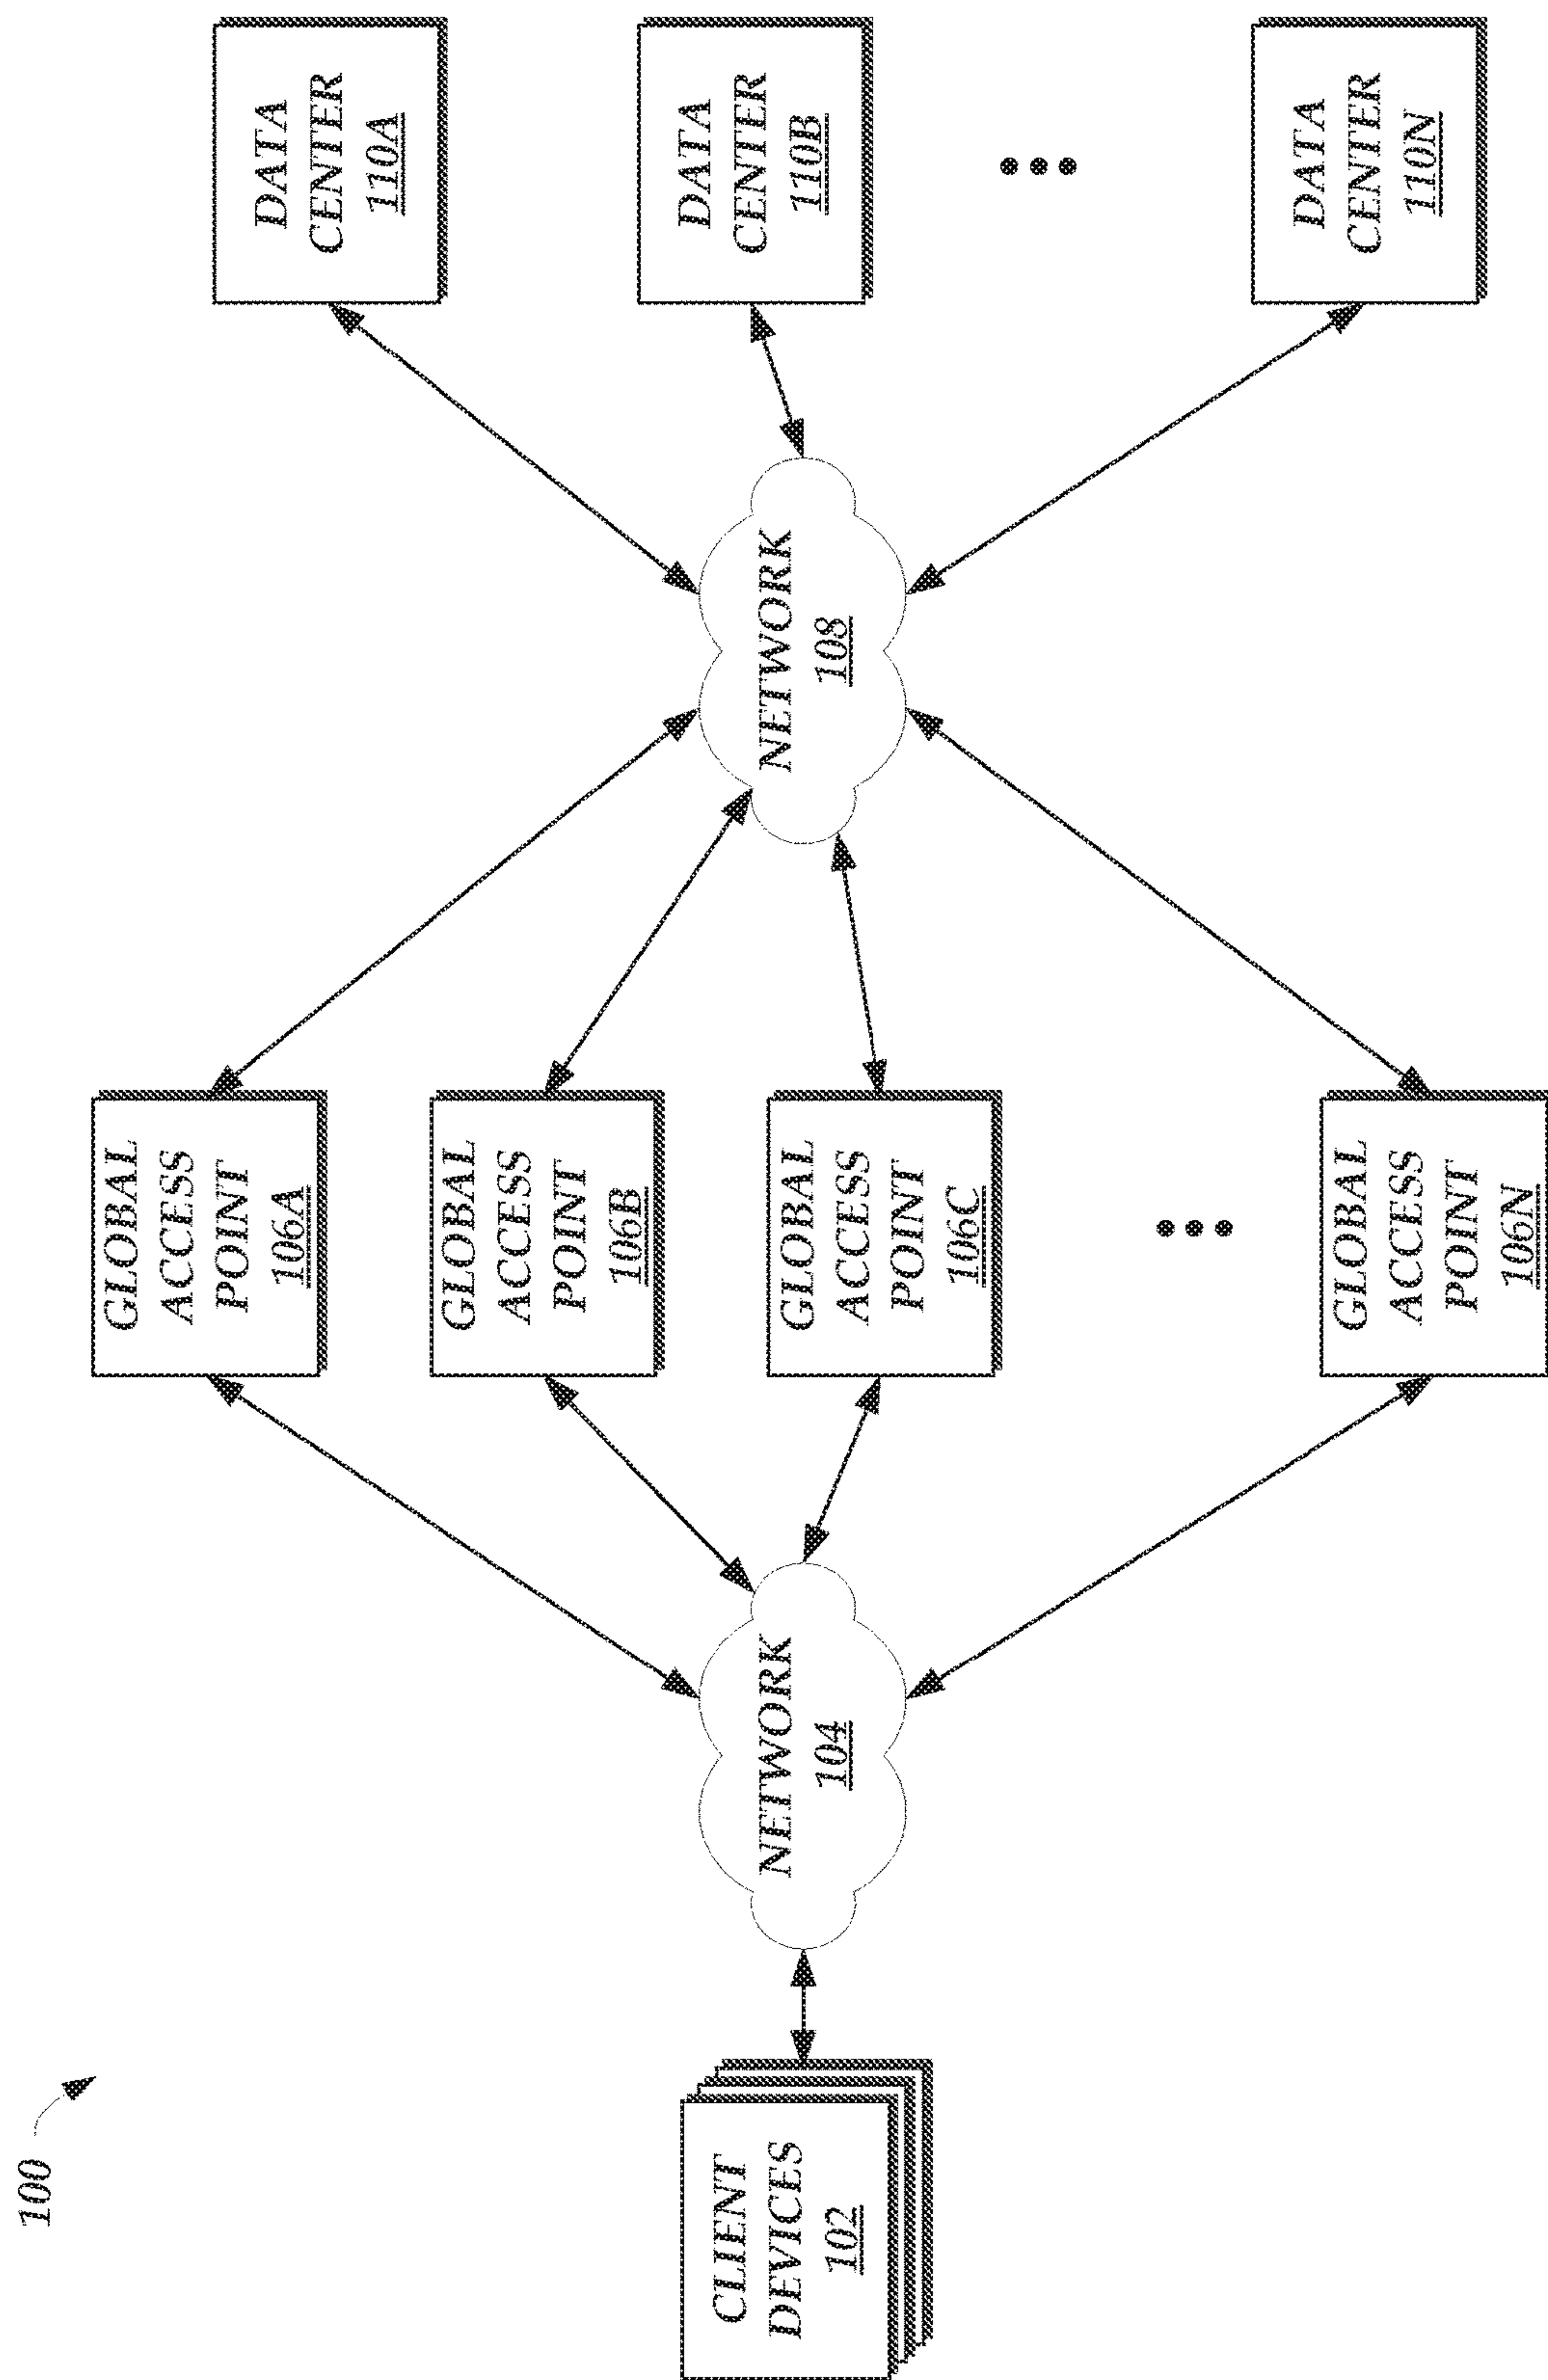 100
CLIENT
DEVICES
102
NETWORK
104
GLOBAL
ACCESS
POINT
106A
GLOBAL
ACCESS
POINT
106B
GLOBAL
ACCESS
POINT
106C
GLOBAL
ACCESS
POINT
106N
NETWORK
108
DATA
CENTER
110A
DATA
CENTER
110B
DATA
CENTER
110N